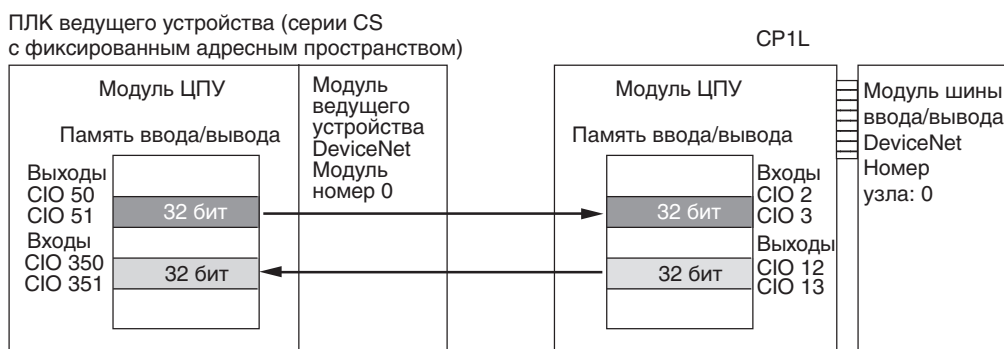 ПЛК ведущего устройства (серии CS
с фиксированным адресным пространством)
CP1L
Модуль ЦПУ
Память ввода/вывода
Выходы
CIO 50
CIO 51
32 бит
Входы
CIO 350
CIO 351
32 бит
Модуль
ведущего
устройства
DeviceNet
Модуль
номер 0
Модуль ЦПУ
Память ввода/вывода
32 бит
Входы
CIO 2
CIO 3
32 бит
Выходы
CIO 12
CIO 13
Модуль шины
ввода/вывода
DeviceNet
Номер
узла: 0